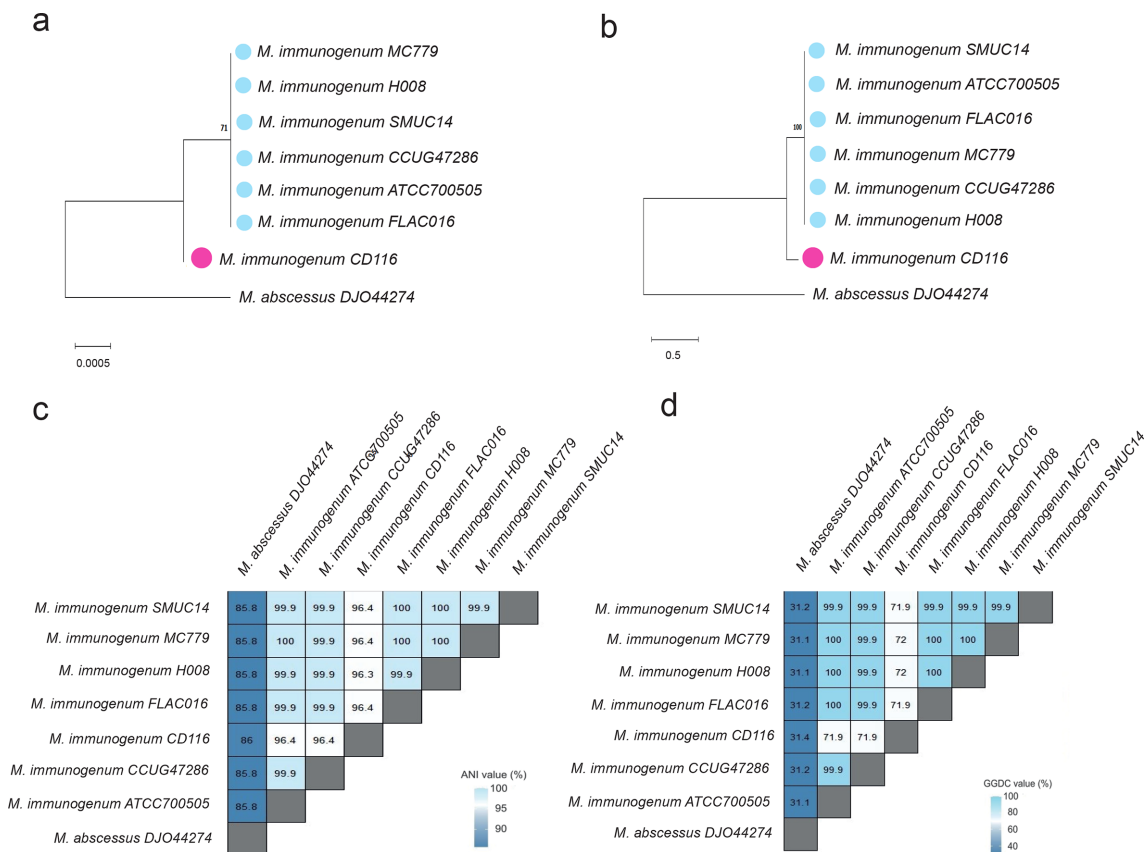 a
M. immunogenum MC779
M. immunogenum H008
71
M. immunogenum SMUC14
M. immunogenum CCUG47286
M. immunogenum ATCC700505
M. immunogenum FLAC016
M. immunogenum CD116
M. abscessus DJO44274
0.0005
b
M. immunogenum SMUC14
M. immunogenum ATCC700505
M. immunogenum FLAC016
100
M. immunogenum MC779
M. immunogenum CCUG47286
M. immunogenum H008
M. immunogenum CD116
M. abscessus DJO44274
0.5
c
M. abscessus DJO44274
M. immunogenum ATCC700505
M. immunogenum CCUG47286
M. immunogenum CD116
M. immunogenum FLAC016
M. immunogenum H008
M. immunogenum MC779
M. immunogenum SMUC14
M. immunogenum SMUC14 85.8 99.9 99.9 96.4 100 100 99.9
M. immunogenum MC779 85.8 100 99.9 96.4 100 100
M. immunogenum H008 85.8 99.9 99.9 96.3 99.9
M. immunogenum FLAC016 85.8 99.9 99.9 96.4
M. immunogenum CD116 86 96.4 96.4
M. immunogenum CCUG47286 85.8 99.9
M. immunogenum ATCC700505 85.8
M. abscessus DJO44274
ANI value (%)
100
95
90
d
M. abscessus DJO44274
M. immunogenum ATCC700505
M. immunogenum CCUG47286
M. immunogenum CD116
M. immunogenum FLAC016
M. immunogenum H008
M. immunogenum MC779
M. immunogenum SMUC14
M. immunogenum SMUC14 31.2 99.9 99.9 71.9 99.9 99.9 99.9
M. immunogenum MC779 31.1 100 99.9 72 100 100
M. immunogenum H008 31.1 100 99.9 72 100
M. immunogenum FLAC016 31.2 100 99.9 71.9
M. immunogenum CD116 31.4 71.9 71.9
M. immunogenum CCUG47286 31.2 99.9
M. immunogenum ATCC700505 31.1
M. abscessus DJO44274
GGDC value (%)
100
80
60
40